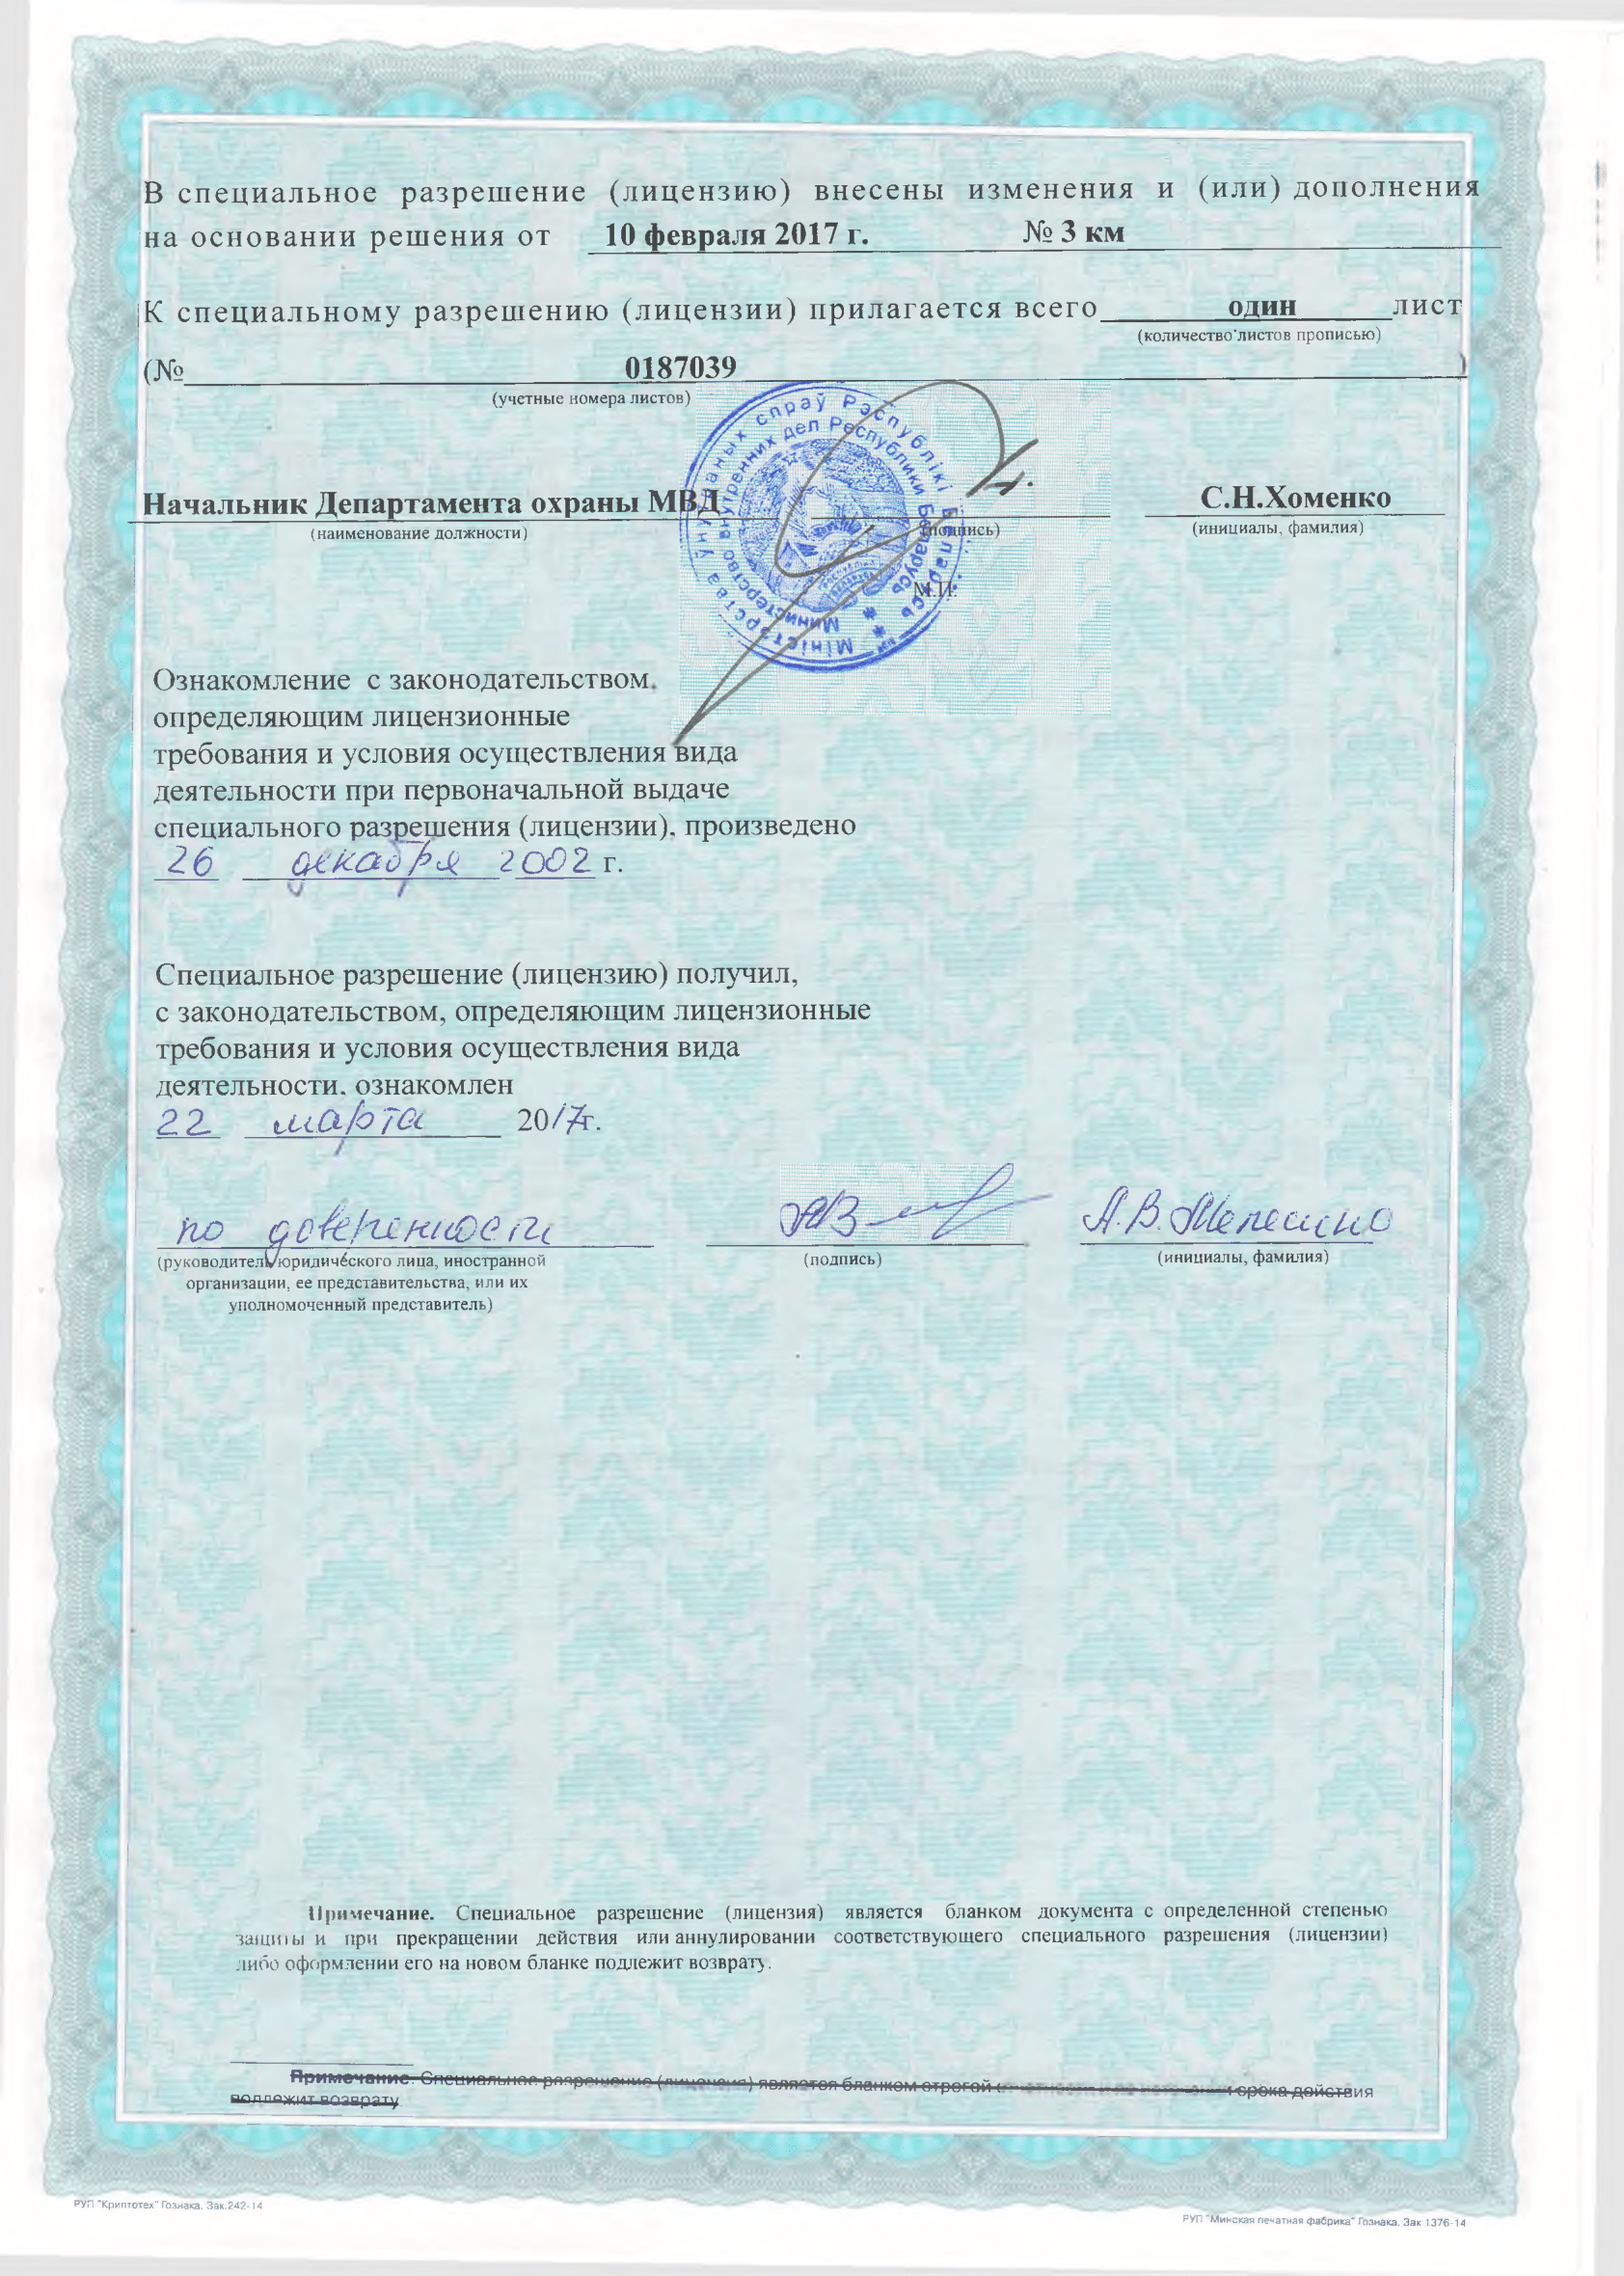 В специальное разрешение (лицензию) внесены изменения и (или) дополнения
на основании решения от 10 февраля 2017 г. № 3 км
К специальному разрешению (лицензии) прилагается всего один лист
(количество листов прописью)
(№ 0187039 )
(учетные номера листов)
Міністэрства ўнутраных спраў Рэспублікі Беларусь
Министерство внутренних дел Республики Беларусь
Начальник Департамента охраны МВД С.Н.Хоменко
(наименование должности) (подпись) (инициалы, фамилия)
М.П.
Ознакомление с законодательством,
определяющим лицензионные
требования и условия осуществления вида
деятельности при первоначальной выдаче
специального разрешения (лицензии), произведено
26 декабря 2002 г.
Специальное разрешение (лицензию) получил,
с законодательством, определяющим лицензионные
требования и условия осуществления вида
деятельности, ознакомлен
22 марта 2017г.
по доверенности А.В.
(руководитель юридического лица, иностранной (подпись) (инициалы, фамилия)
организации, ее представительства, или их
уполномоченный представитель)
Примечание. Специальное разрешение (лицензия) является бланком документа с определенной степенью
защиты и при прекращении действия или аннулировании соответствующего специального разрешения (лицензии)
либо оформлении его на новом бланке подлежит возврату.
Примечание. Специальное разрешение (лицензия) является бланком строгой срока действия
подлежит возврату
РУП "Криптотех" Гознака. Зак.242-14
РУП "Минская печатная фабрика" Гознака. Зак 1376-14